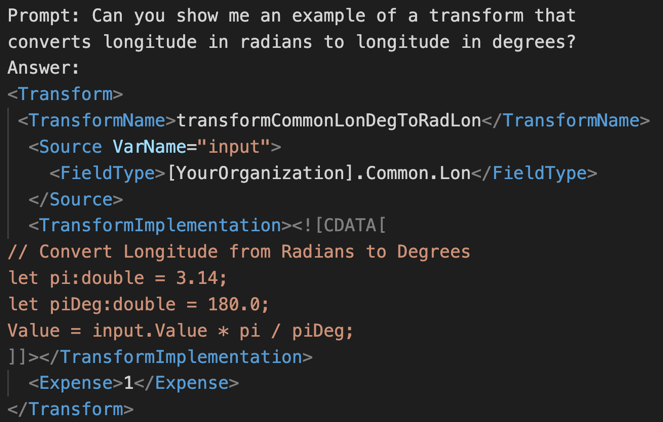 Prompt: Can you show me an example of a transform that
converts longitude in radians to longitude in degrees?
Answer:
<Transform>
<TransformName>transformCommonLonDegToRadLon</TransformName>
<Source VarName="input">
<FieldType>[YourOrganization].Common.Lon</FieldType>
</Source>
<TransformImplementation><![CDATA[
// Convert Longitude from Radians to Degrees
let pi:double = 3.14;
let piDeg:double = 180.0;
Value = input.Value * pi / piDeg;
]]></TransformImplementation>
<Expense>1</Expense>
</Transform>